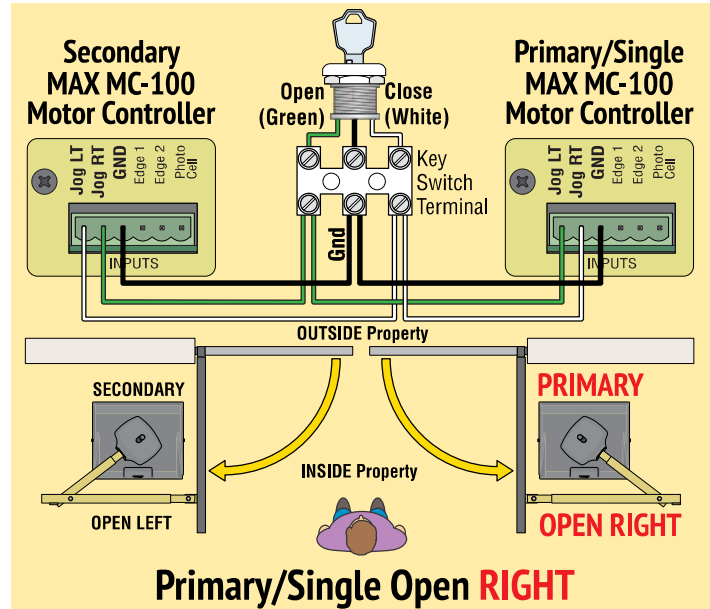 Secondary
MAX MC-100
Motor Controller
Open
(Green)
Close
(White)
Primary/Single
MAX MC-100
Motor Controller
Jog LT
Jog RT
GND
Edge 1
Edge 2
Photo
Cell
INPUTS
Key
Switch
Terminal
Gnd
Jog LT
Jog RT
GND
Edge 1
Edge 2
Photo
Cell
INPUTS
OUTSIDE Property
SECONDARY
PRIMARY
INSIDE Property
OPEN LEFT
OPEN RIGHT
Primary/Single Open RIGHT